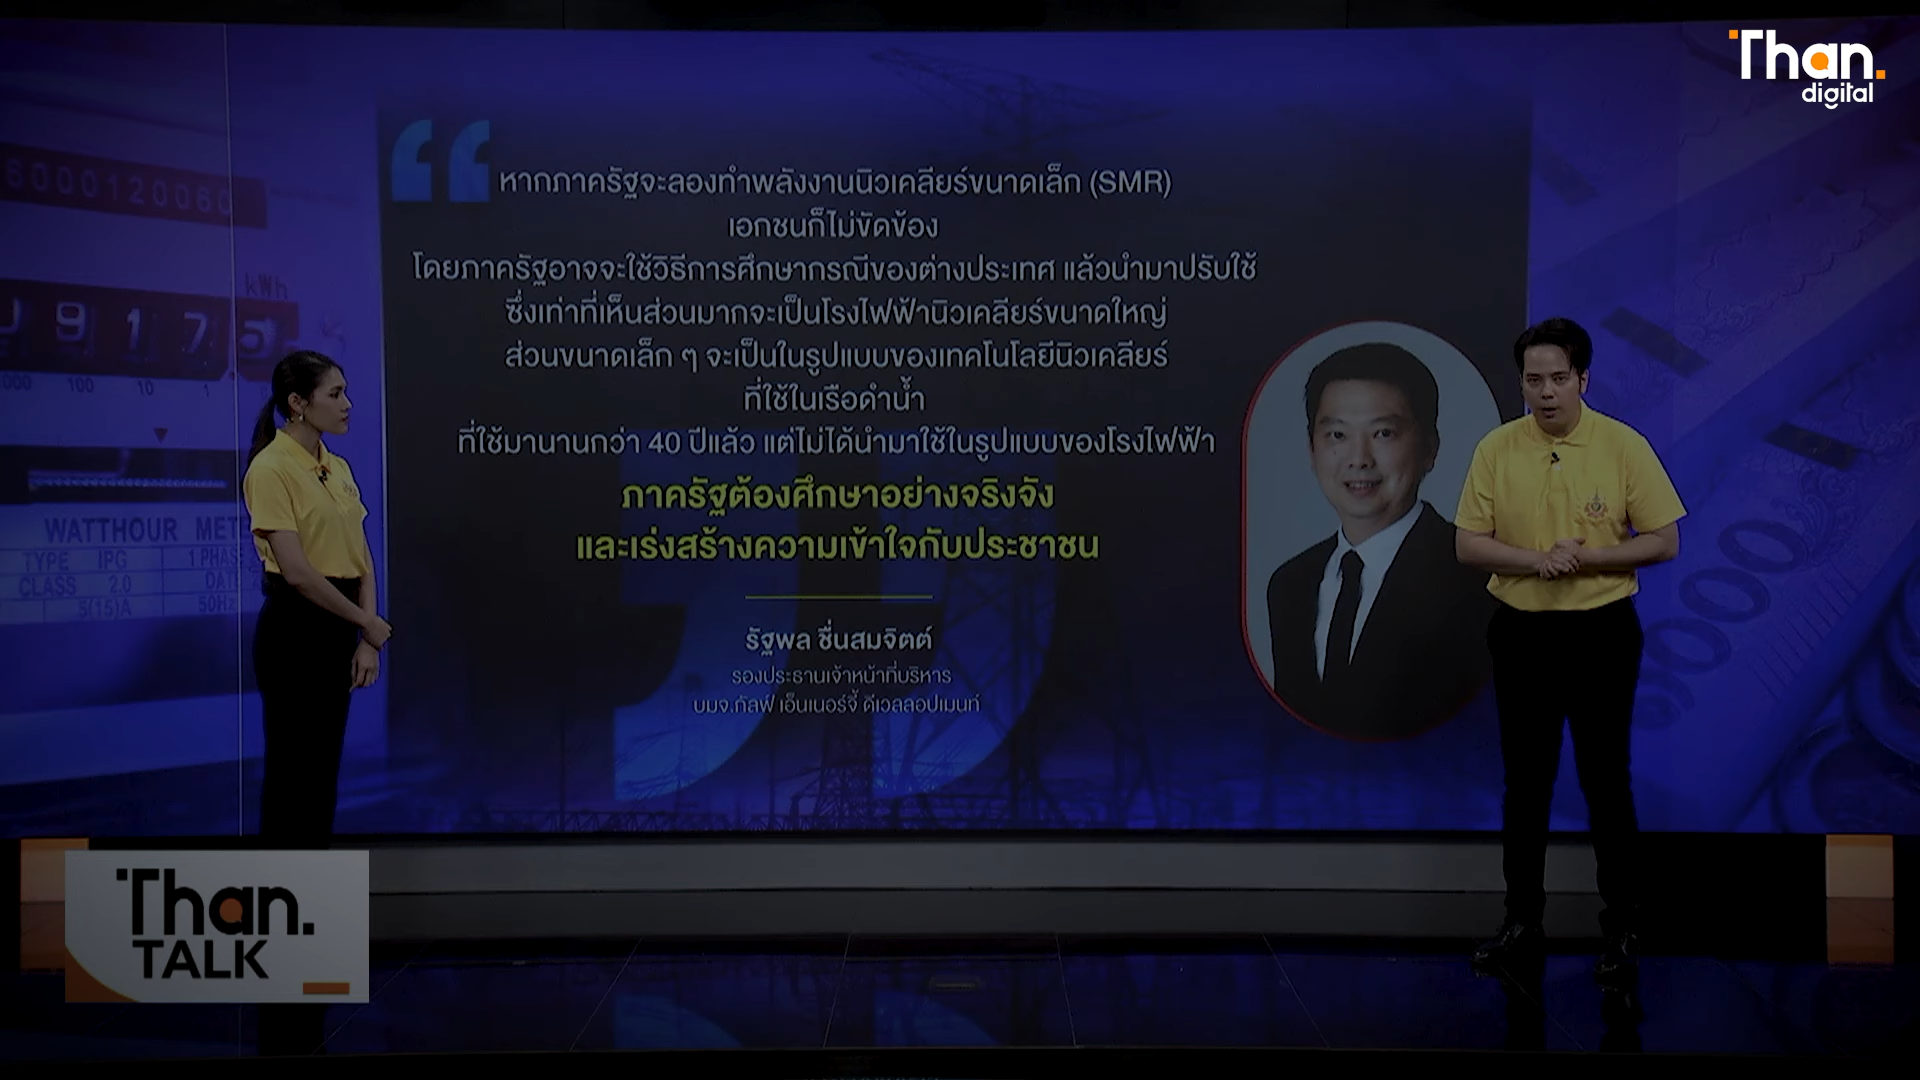 Than.
digital
หากภาครัฐจะลองทำพลังงานนิวเคลียร์ขนาดเล็ก (SMR)
เอกชนก็ไม่ขัดข้อง
โดยภาครัฐอาจจะใช้วิธีการศึกษากรณีของต่างประเทศ แล้วนำมาปรับใช้
ซึ่งเท่าที่เห็นส่วนมากจะเป็นโรงไฟฟ้านิวเคลียร์ขนาดใหญ่
ส่วนขนาดเล็ก ๆ จะเป็นในรูปแบบของเทคโนโลยีนิวเคลียร์
ที่ใช้ในเรือดำน้ำ
ที่ใช้มานานกว่า 40 ปีแล้ว แต่ไม่ได้นำมาใช้ในรูปแบบของโรงไฟฟ้า
ภาครัฐต้องศึกษาอย่างจริงจัง
และเร่งสร้างความเข้าใจกับประชาชน
รัฐพล ชื่นสมจิตต์
รองประธานเจ้าหน้าที่บริหาร
บมจ.กัลฟ์ เอ็นเนอร์จี้ ดีเวลลอปเมนท์
6000120060
kWh
9175
100 10 1
WATTHOUR MET
TYPE IPG 1 PHAS
CLASS 2.0
5(15)A 50Hz
Than.
TALK